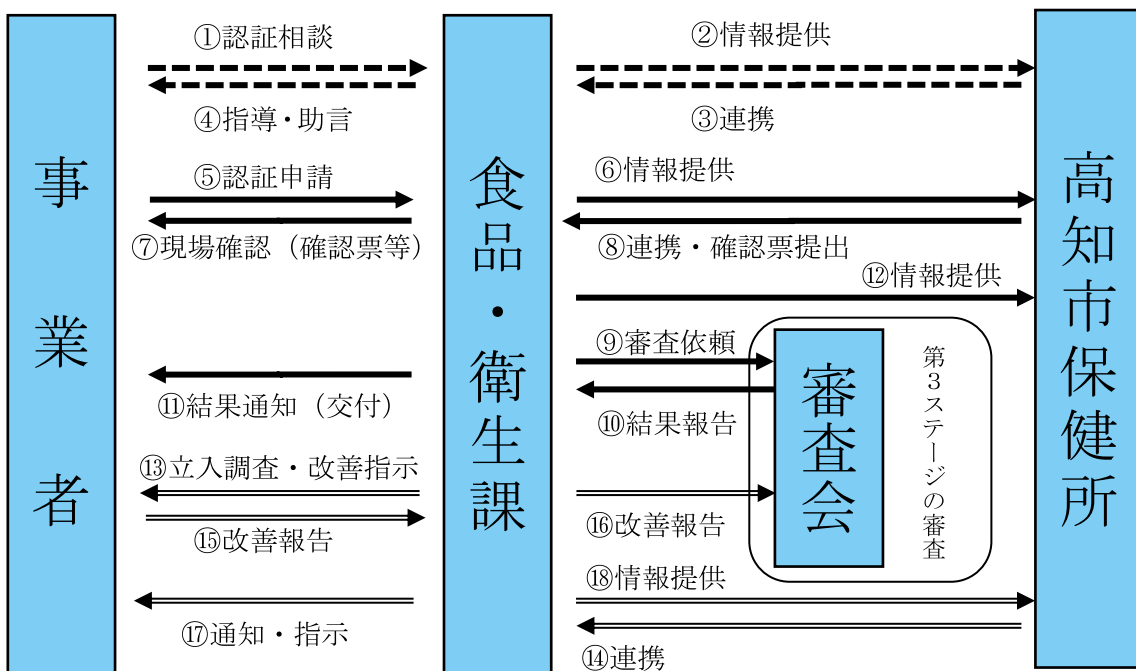 ①認証相談
②情報提供
④指導・助言
③連携
⑤認証申請
⑥情報提供
⑦現場確認（確認票等）
⑧連携・確認票提出
⑫情報提供
⑨審査依頼
⑪結果通知（交付）
⑩結果報告
⑬立入調査・改善指示
⑮改善報告
⑯改善報告
⑱情報提供
⑰通知・指示
⑭連携
事業者
食品・衛生課
審査会
第３ステージの審査
高知市保健所